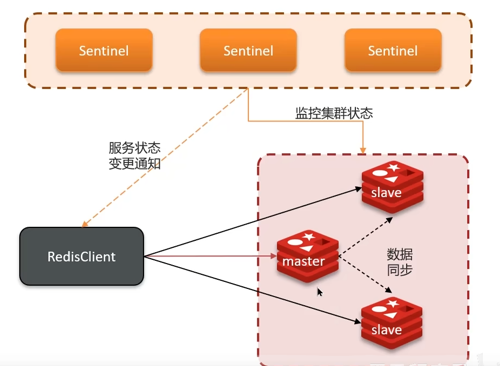 Sentinel
Sentinel
Sentinel
监控集群状态
服务状态
变更通知
slave
RedisClient
master
数据
同步
slave